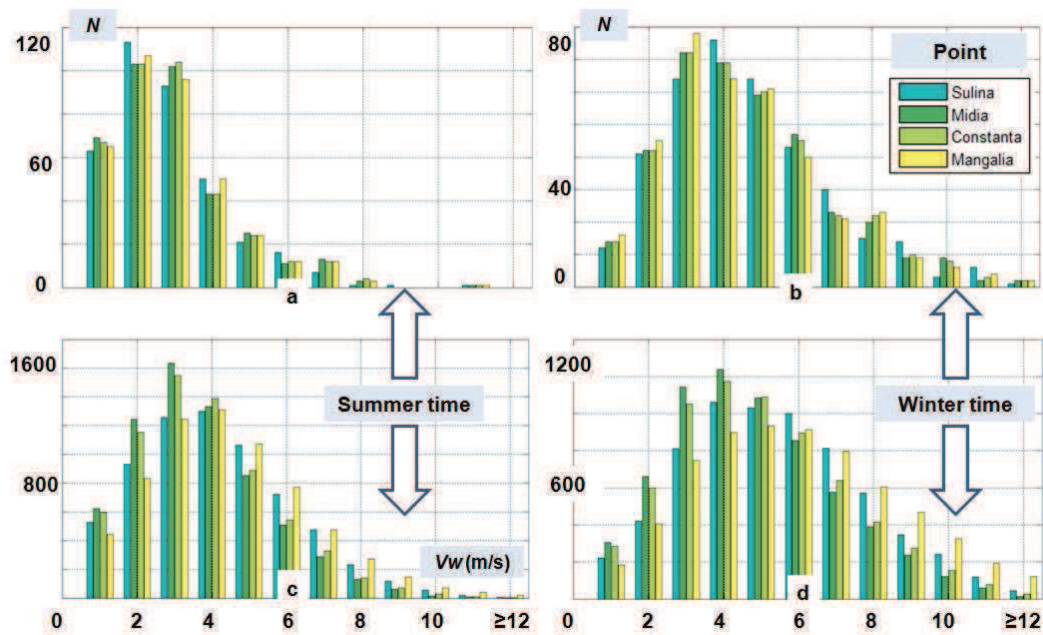 N
120
60
0
a
N
80
40
0
b
Point
Sulina
Midia
Constanta
Mangalia
1600
800
Summer time
Vw (m/s)
c
0 2 4 6 8 10 ≥12
1200
600
Winter time
d
0 2 4 6 8 10 ≥12